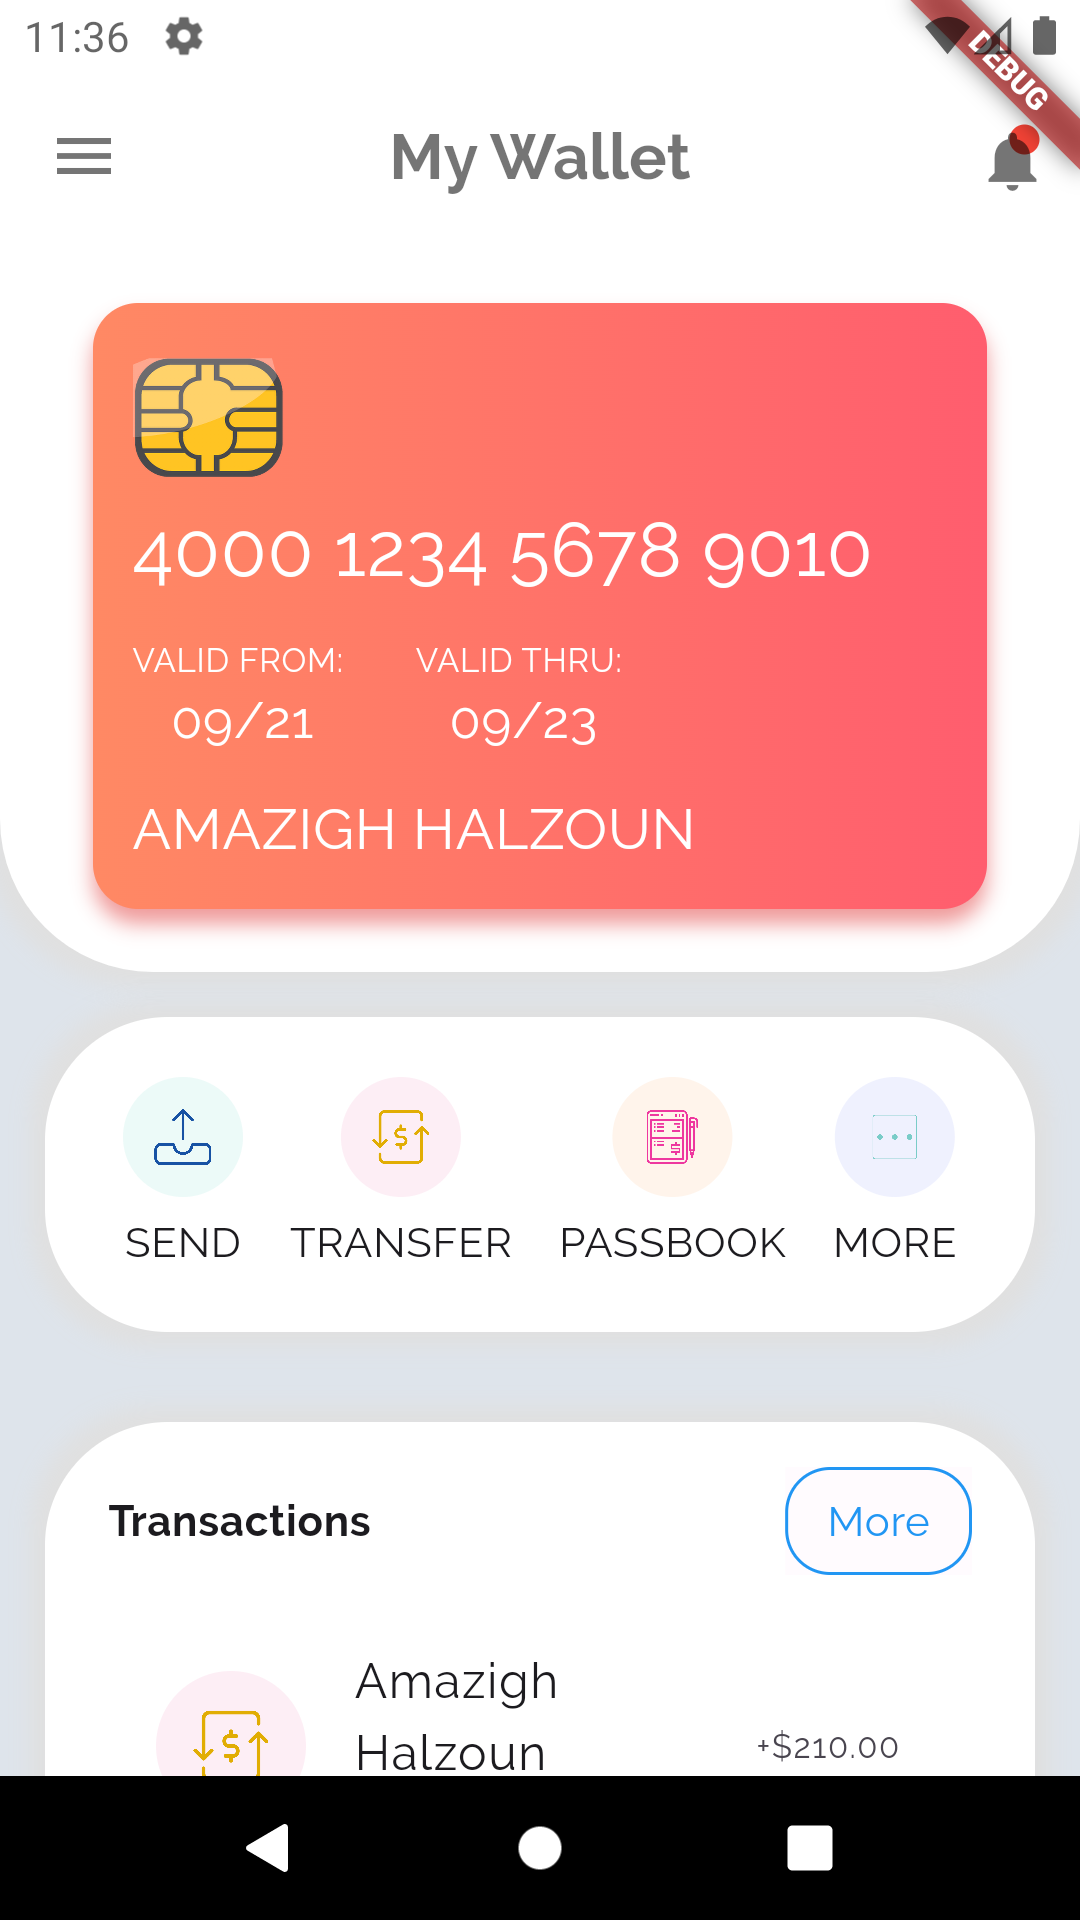 11:36
DEBUG
My Wallet
4000 1234 5678 9010
VALID FROM: VALID THRU:
09/21 09/23
AMAZIGH HALZOUN
SEND TRANSFER PASSBOOK MORE
Transactions More
Amazigh
Halzoun +$210.00